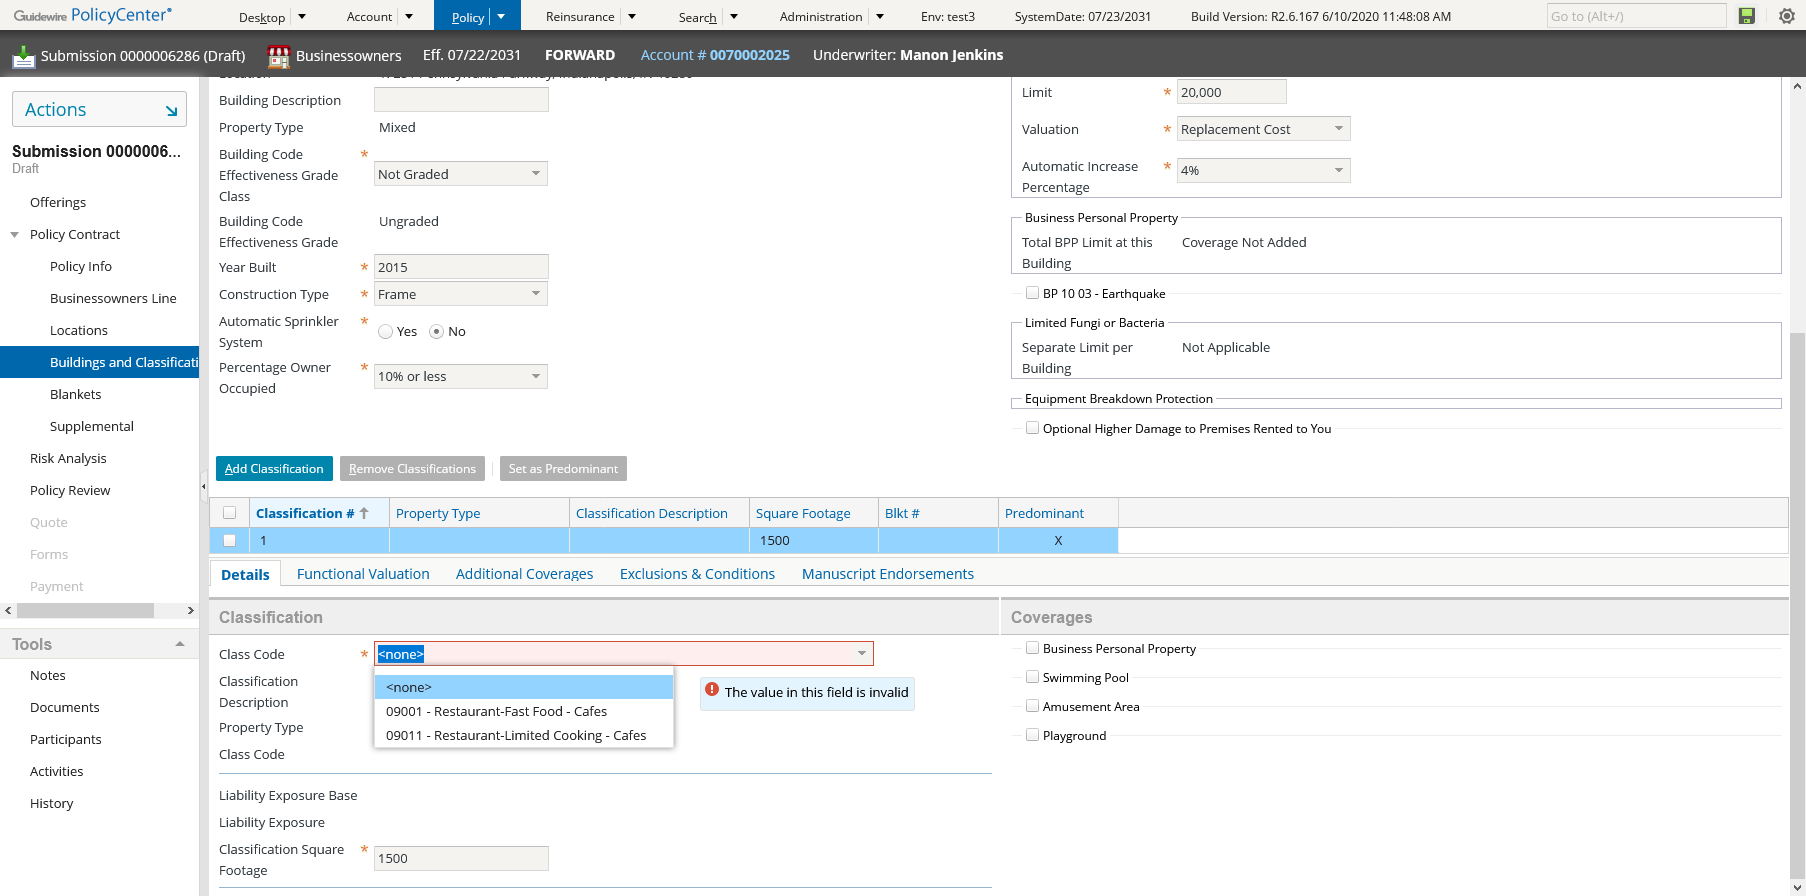 Guidewire PolicyCenter® Desktop Account Policy Reinsurance Search Administration Env: test3 SystemDate: 07/23/2031 Build Version: R2.6.167 6/10/2020 11:48:08 AM Go to (Alt+/)
Submission 0000006286 (Draft) Businessowners Eff. 07/22/2031 FORWARD Account # 0070002025 Underwriter: Manon Jenkins
Actions
Submission 0000006...
Draft
Offerings
Policy Contract
Policy Info
Businessowners Line
Locations
Buildings and Classificati
Blankets
Supplemental
Risk Analysis
Policy Review
Quote
Forms
Payment
Tools
Notes
Documents
Participants
Activities
History
Building Description
Property Type Mixed
Building Code
Effectiveness Grade
Class
* Not Graded
Building Code
Effectiveness Grade
Ungraded
Year Built * 2015
Construction Type * Frame
Automatic Sprinkler
System
* Yes No
Percentage Owner
Occupied
* 10% or less
Limit * 20,000
Valuation * Replacement Cost
Automatic Increase
Percentage
* 4%
Business Personal Property
Total BPP Limit at this
Building
Coverage Not Added
BP 10 03 - Earthquake
Limited Fungi or Bacteria
Separate Limit per
Building
Not Applicable
Equipment Breakdown Protection
Optional Higher Damage to Premises Rented to You
Add Classification Remove Classifications Set as Predominant
Classification # Property Type Classification Description Square Footage Blkt # Predominant
1 1500 X
Details Functional Valuation Additional Coverages Exclusions & Conditions Manuscript Endorsements
Classification
Class Code * <none>
<none>
09001 - Restaurant-Fast Food - Cafes
09011 - Restaurant-Limited Cooking - Cafes
The value in this field is invalid
Classification
Description
Property Type
Class Code
Liability Exposure Base
Liability Exposure
Classification Square
Footage
* 1500
Coverages
Business Personal Property
Swimming Pool
Amusement Area
Playground